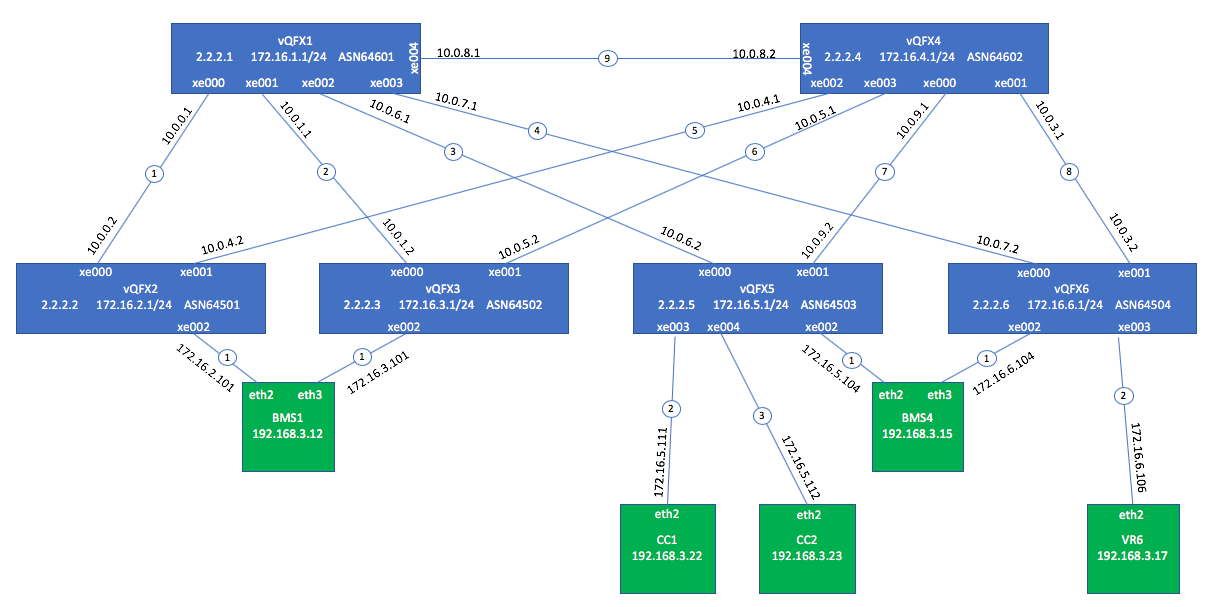 vQFX1
2.2.2.1 172.16.1.1/24 ASN64601
xe000 xe001 xe002 xe003
xe004
10.0.8.1
9
10.0.8.2
vQFX4
2.2.2.4 172.16.4.1/24 ASN64602
xe004
xe002 xe003 xe000 xe001
10.0.0.1
10.0.1.1
10.0.6.1
10.0.7.1
10.0.4.1
10.0.5.1
10.0.9.1
10.0.3.1
1
2
3
4
5
6
7
8
10.0.0.2
10.0.4.2
10.0.1.2
10.0.5.2
10.0.6.2
10.0.9.2
10.0.7.2
10.0.3.2
xe000 xe001
vQFX2
2.2.2.2 172.16.2.1/24 ASN64501
xe002
xe000 xe001
vQFX3
2.2.2.3 172.16.3.1/24 ASN64502
xe002
xe000 xe001
vQFX5
2.2.2.5 172.16.5.1/24 ASN64503
xe003 xe004 xe002
xe000 xe001
vQFX6
2.2.2.6 172.16.6.1/24 ASN64504
xe002 xe003
172.16.2.101
1
1
172.16.3.101
172.16.5.104
1
1
172.16.6.104
eth2 eth3
BMS1
192.168.3.12
eth2 eth3
BMS4
192.168.3.15
2
3
2
172.16.5.111
172.16.5.112
172.16.6.106
eth2
CC1
192.168.3.22
eth2
CC2
192.168.3.23
eth2
VR6
192.168.3.17